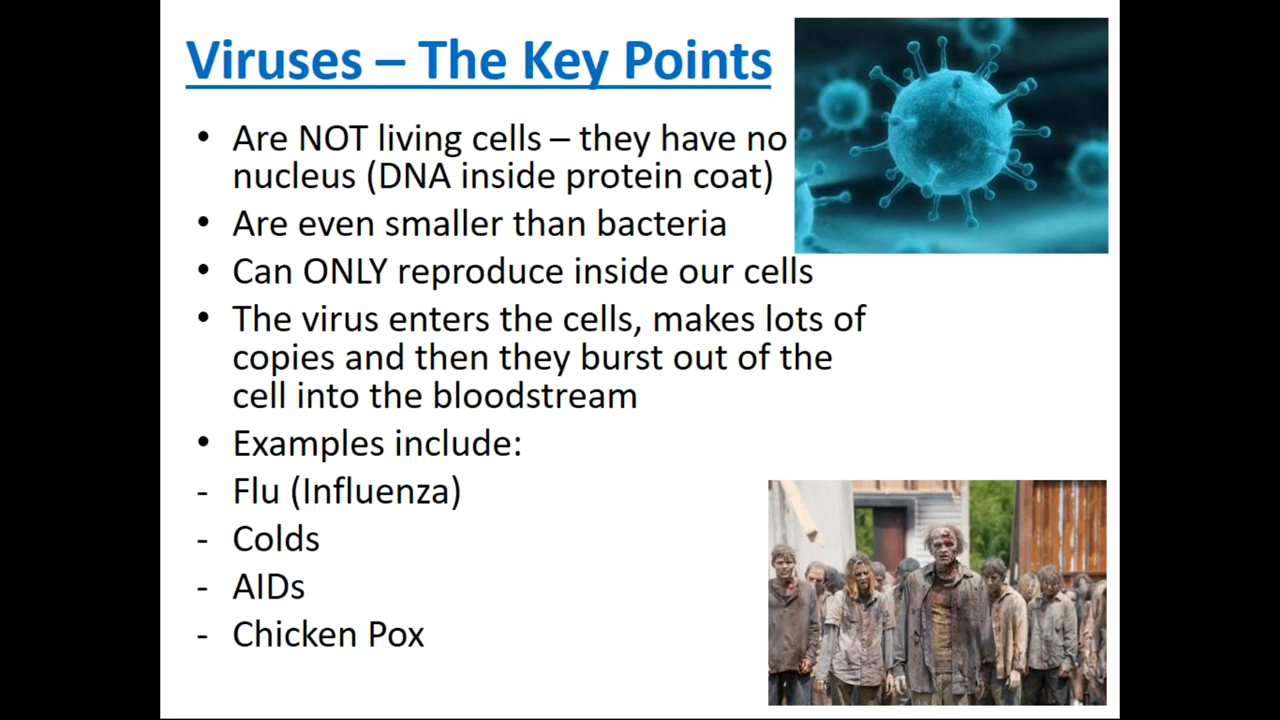 Viruses – The Key Points
• Are NOT living cells – they have no
nucleus (DNA inside protein coat)
• Are even smaller than bacteria
• Can ONLY reproduce inside our cells
• The virus enters the cells, makes lots of
copies and then they burst out of the
cell into the bloodstream
• Examples include:
- Flu (Influenza)
- Colds
- AIDs
- Chicken Pox